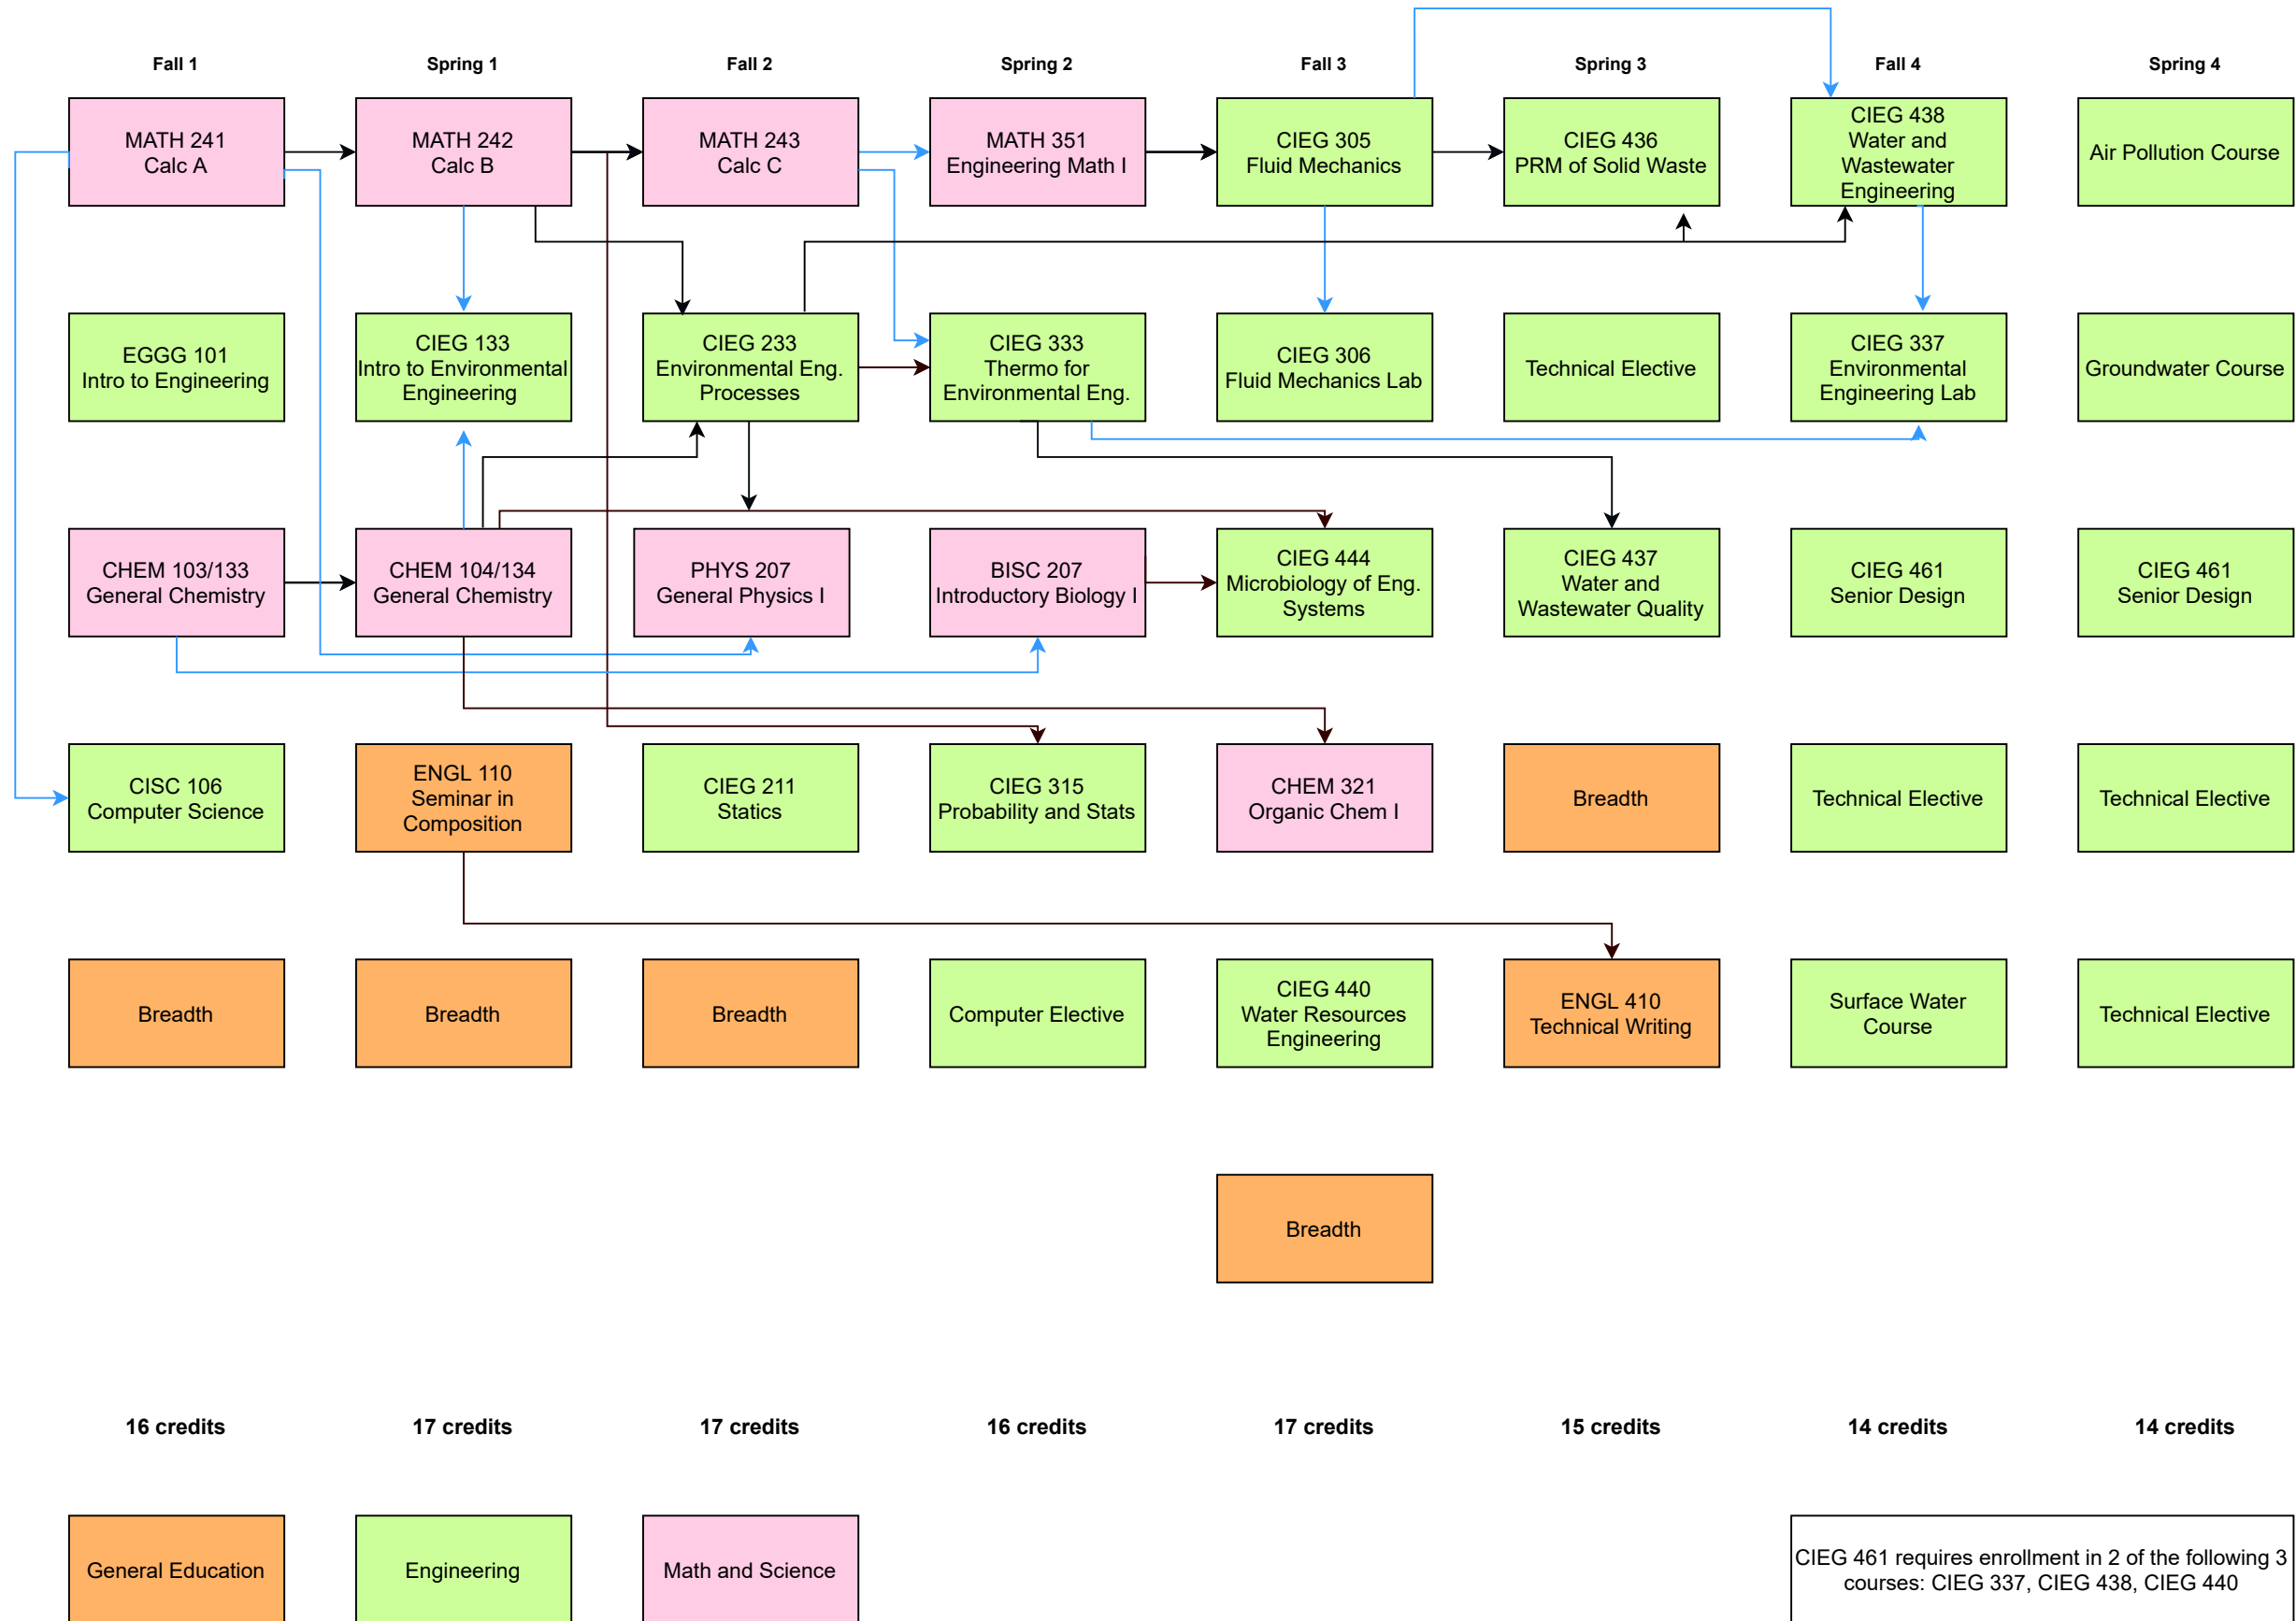 Fall 1
Spring 1
Fall 2
Spring 2
Fall 3
Spring 3
Fall 4
Spring 4
MATH 241
Calc A
MATH 242
Calc B
MATH 243
Calc C
MATH 351
Engineering Math I
CIEG 305
Fluid Mechanics
CIEG 436
PRM of Solid Waste
CIEG 438
Water and
Wastewater
Engineering
Air Pollution Course
EGGG 101
Intro to Engineering
CIEG 133
Intro to Environmental
Engineering
CIEG 233
Environmental Eng.
Processes
CIEG 333
Thermo for
Environmental Eng.
CIEG 306
Fluid Mechanics Lab
Technical Elective
CIEG 337
Environmental
Engineering Lab
Groundwater Course
CHEM 103/133
General Chemistry
CHEM 104/134
General Chemistry
PHYS 207
General Physics I
BISC 207
Introductory Biology I
CIEG 444
Microbiology of Eng.
Systems
CIEG 437
Water and
Wastewater Quality
CIEG 461
Senior Design
CIEG 461
Senior Design
CISC 106
Computer Science
ENGL 110
Seminar in
Composition
CIEG 211
Statics
CIEG 315
Probability and Stats
CHEM 321
Organic Chem I
Breadth
Technical Elective
Technical Elective
Breadth
Breadth
Breadth
Computer Elective
CIEG 440
Water Resources
Engineering
ENGL 410
Technical Writing
Surface Water
Course
Technical Elective
Breadth
16 credits
17 credits
17 credits
16 credits
17 credits
15 credits
14 credits
14 credits
General Education
Engineering
Math and Science
CIEG 461 requires enrollment in 2 of the following 3
courses: CIEG 337, CIEG 438, CIEG 440